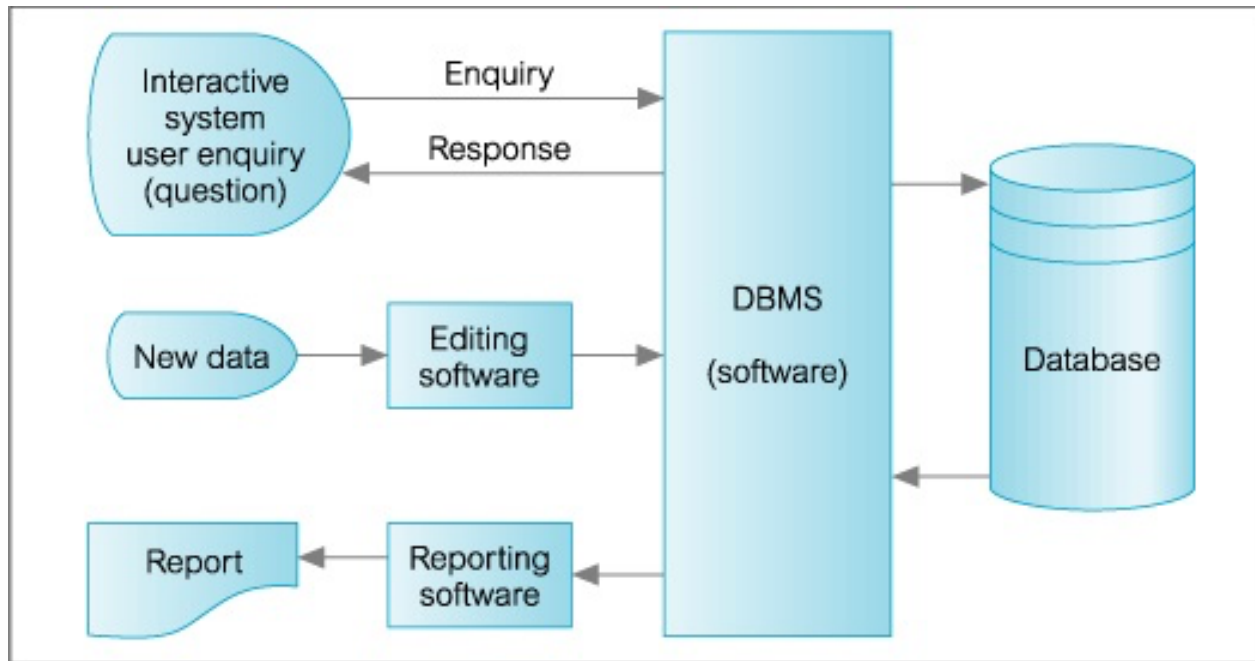 Interactive
system
user enquiry
(question)
Enquiry
Response
New data
Editing
software
Report
Reporting
software
DBMS
(software)
Database